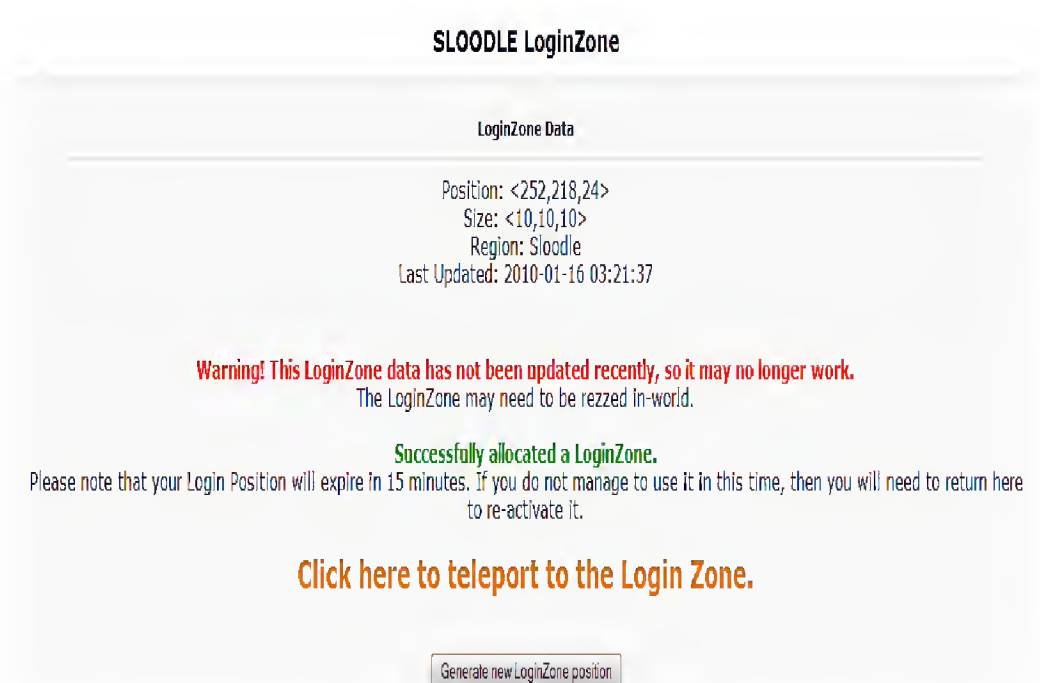 SLOODLE LoginZone
LoginZone Data
Position: <252,218,24>
Size: <10,10,10>
Region: Sloodle
Last Updated: 2010-01-16 03:21:37
Warning! This LoginZone data has not been updated recently, so it may no longer work.
The LoginZone may need to be rezzed in-world.
Successfully allocated a LoginZone.
Please note that your Login Position will expire in 15 minutes. If you do not manage to use it in this time, then you will need to return here
to re-activate it.
Click here to teleport to the Login Zone.
Generate new LoginZone position